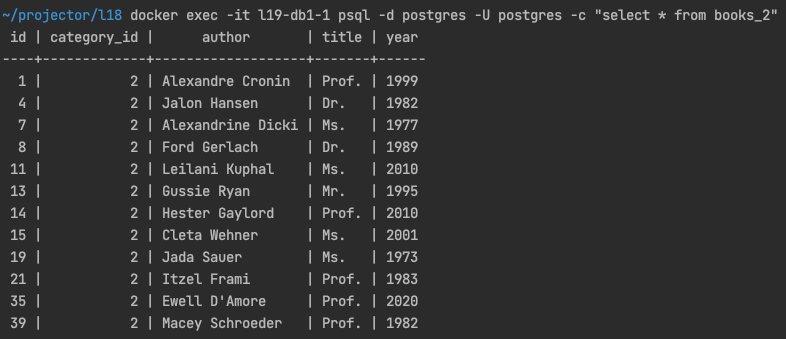 ~/projector/l18 docker exec -it l19-db1-1 psql -d postgres -U postgres -c "select * from books_2"
 id | category_id |      author       | title | year
----+-------------+-------------------+-------+------
  1 |           2 | Alexandre Cronin  | Prof. | 1999
  4 |           2 | Jalon Hansen      | Dr.   | 1982
  7 |           2 | Alexandrine Dicki | Ms.   | 1977
  8 |           2 | Ford Gerlach      | Dr.   | 1989
 11 |           2 | Leilani Kuphal    | Ms.   | 2010
 13 |           2 | Gussie Ryan       | Mr.   | 1995
 14 |           2 | Hester Gaylord    | Prof. | 2010
 15 |           2 | Cleta Wehner      | Ms.   | 2001
 19 |           2 | Jada Sauer        | Ms.   | 1973
 21 |           2 | Itzel Frami       | Prof. | 1983
 35 |           2 | Ewell D'Amore     | Prof. | 2020
 39 |           2 | Macey Schroeder   | Prof. | 1982